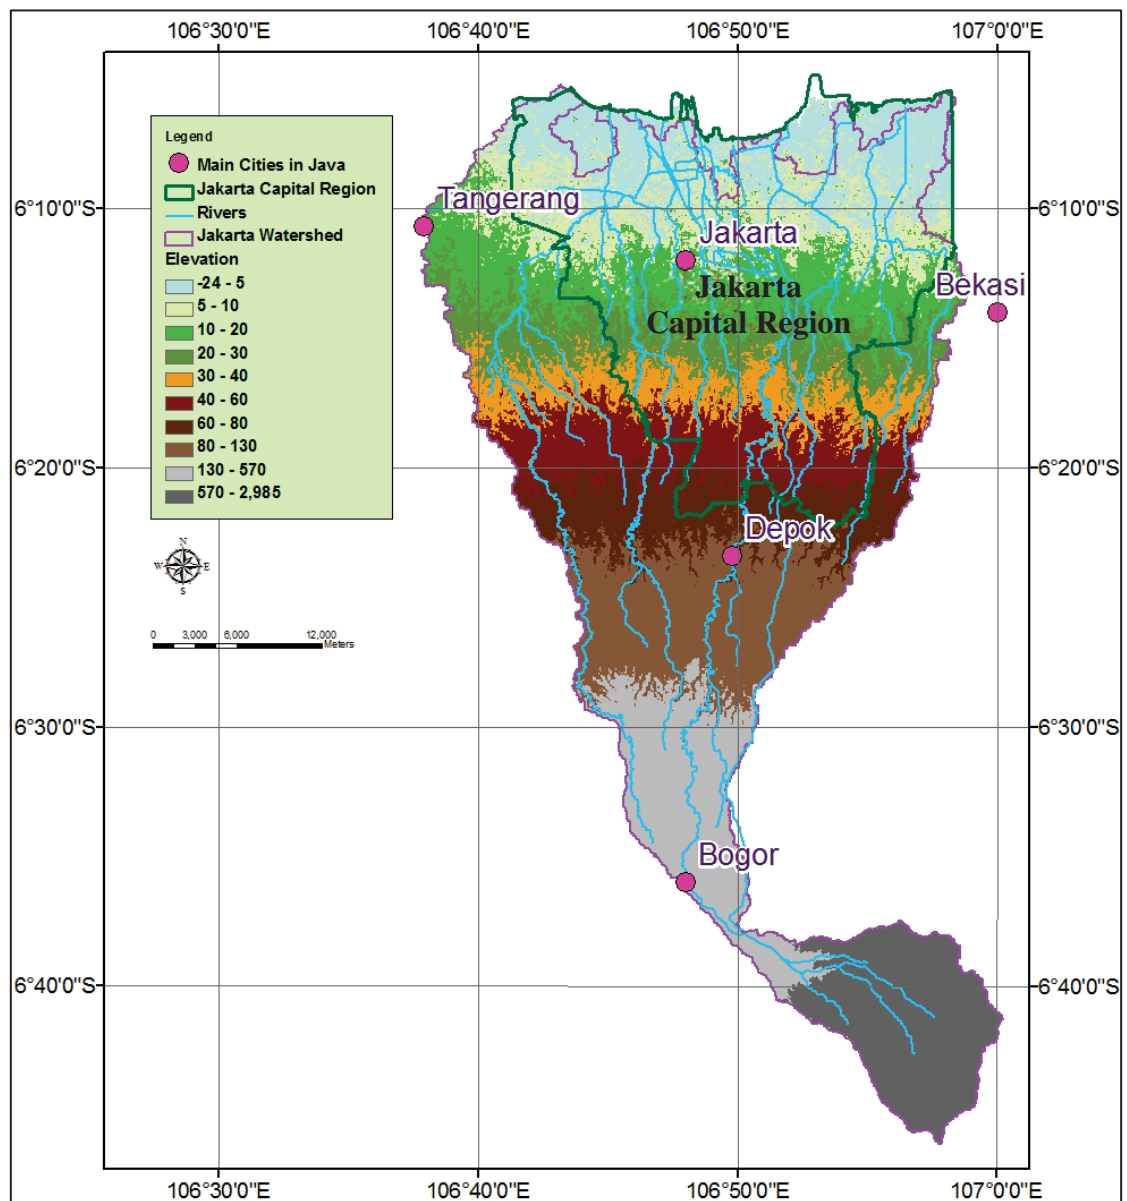 106°30'0"E 106°40'0"E 106°50'0"E 107°0'0"E
Legend
Main Cities in Java
Jakarta Capital Region
Rivers
Jakarta Watershed
Elevation
-24 - 5
5 - 10
10 - 20
20 - 30
30 - 40
40 - 60
60 - 80
80 - 130
130 - 570
570 - 2,985
6°10'0"S 6°10'0"S
Tangerang
Jakarta
Bekasi
Jakarta
Capital Region
6°20'0"S 6°20'0"S
Depok
N
W E
S
0 3,000 6,000 12,000
Meters
6°30'0"S 6°30'0"S
Bogor
6°40'0"S 6°40'0"S
106°30'0"E 106°40'0"E 106°50'0"E 107°0'0"E